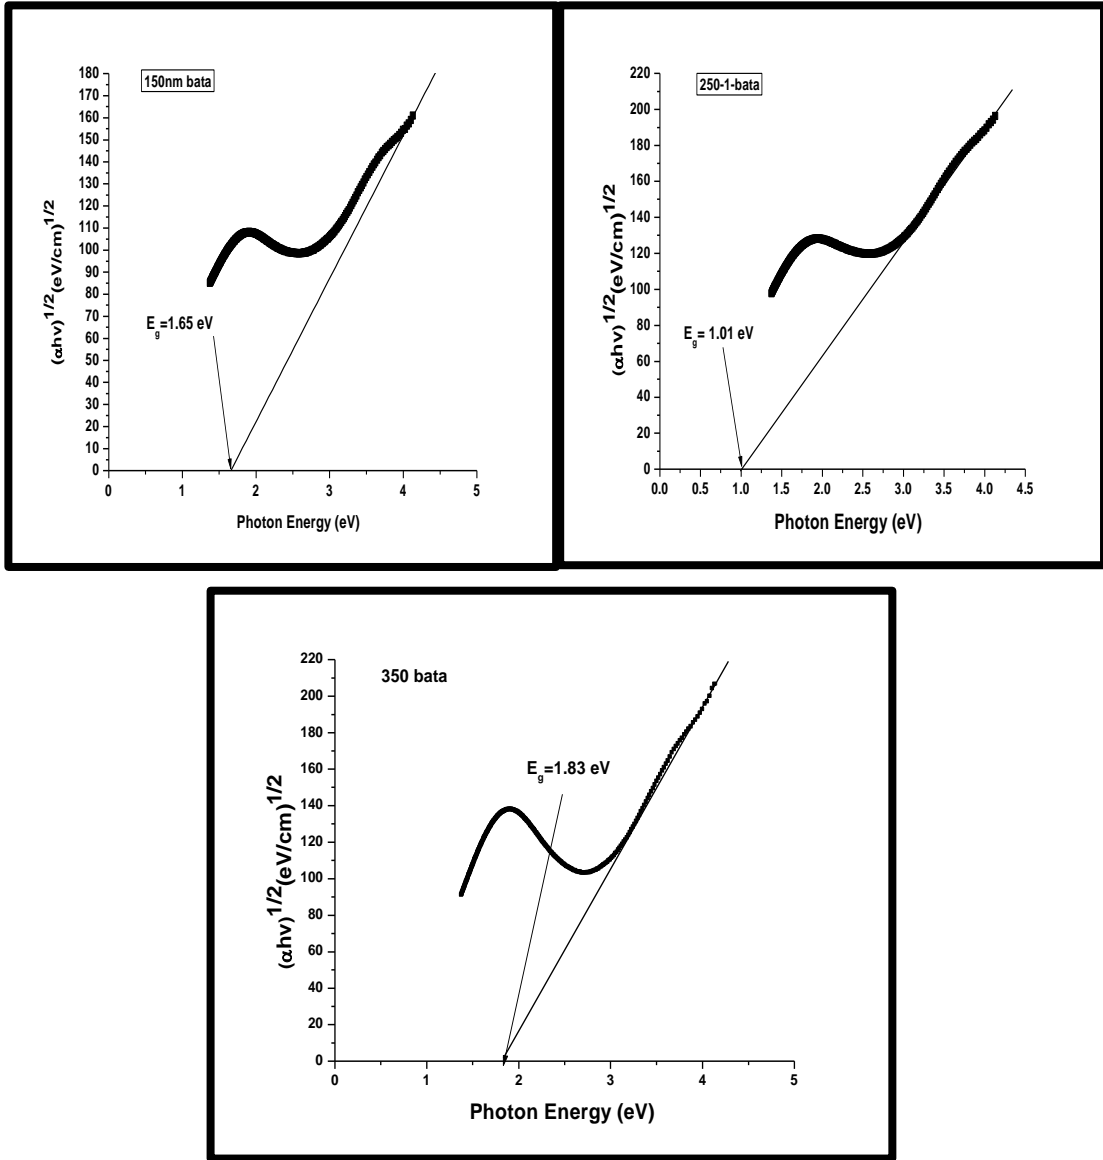 150nm bata
180
170
160
150
140
130
120
110
100
90
80
70
60
50
40
30
20
10
0
(αhν)^1/2(eV/cm)^1/2
E_g=1.65 eV
0 1 2 3 4 5
Photon Energy (eV)
250-1-bata
220
200
180
160
140
120
100
80
60
40
20
0
(αhν)^1/2(eV/cm)^1/2
E_g= 1.01 eV
0.0 0.5 1.0 1.5 2.0 2.5 3.0 3.5 4.0 4.5
Photon Energy (eV)
350 bata
220
200
180
160
140
120
100
80
60
40
20
0
(αhν)^1/2(eV/cm)^1/2
E_g=1.83 eV
0 1 2 3 4 5
Photon Energy (eV)